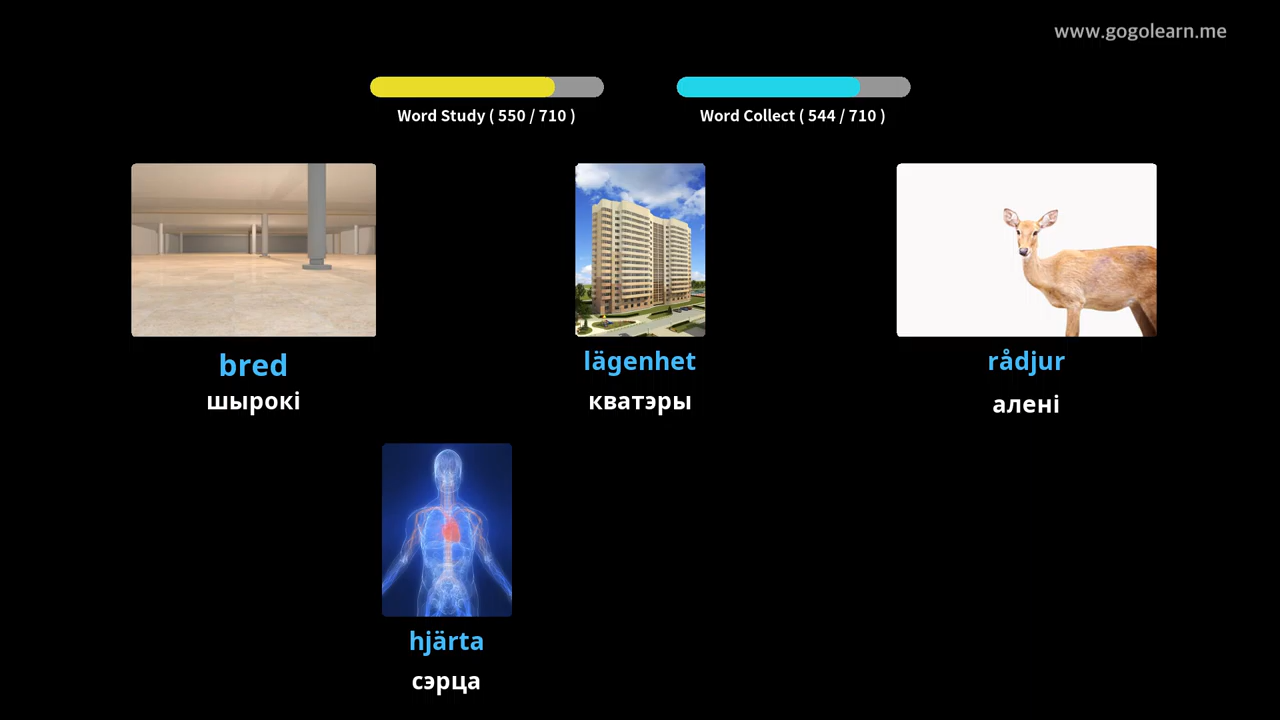 www.gogolearn.me
Word Study ( 550 / 710 )
Word Collect ( 544 / 710 )
bred
шырокі
lägenhet
кватэры
rådjur
алені
hjärta
сэрца